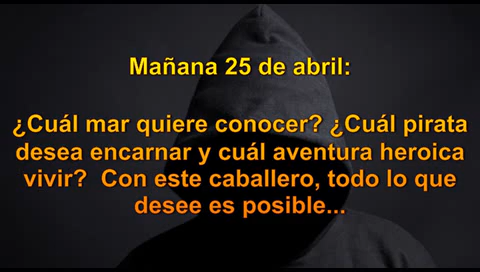 Mañana 25 de abril:
¿Cuál mar quiere conocer? ¿Cuál pirata
desea encarnar y cuál aventura heroica
vivir?  Con este caballero, todo lo que
desee es posible...